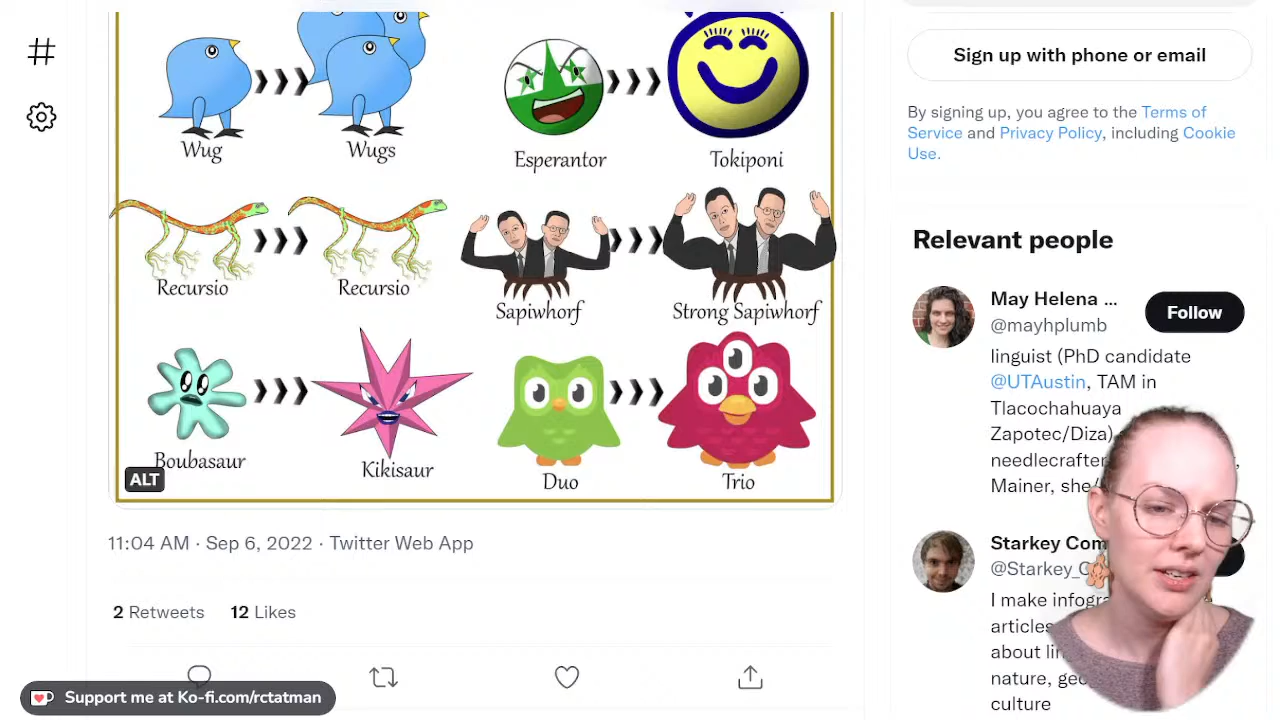 Wug
Wugs
Esperantor
Tokiponi
Recursio
Recursio
Sapiwhorf
Strong Sapiwhorf
Boubasaur
Kikisaur
Duo
Trio
ALT
11:04 AM · Sep 6, 2022 · Twitter Web App
2 Retweets 12 Likes
Support me at Ko-fi.com/rctatman
Sign up with phone or email
By signing up, you agree to the Terms of
Service and Privacy Policy, including Cookie
Use.
Relevant people
May Helena ...
@mayhplumb
Follow
linguist (PhD candidate
@UTAustin, TAM in
Tlacochahuaya
Zapotec/Diza)
needlecrafter
Mainer, she/
Starkey Com
@Starkey_
I make infogra
articles
about
nature,
culture